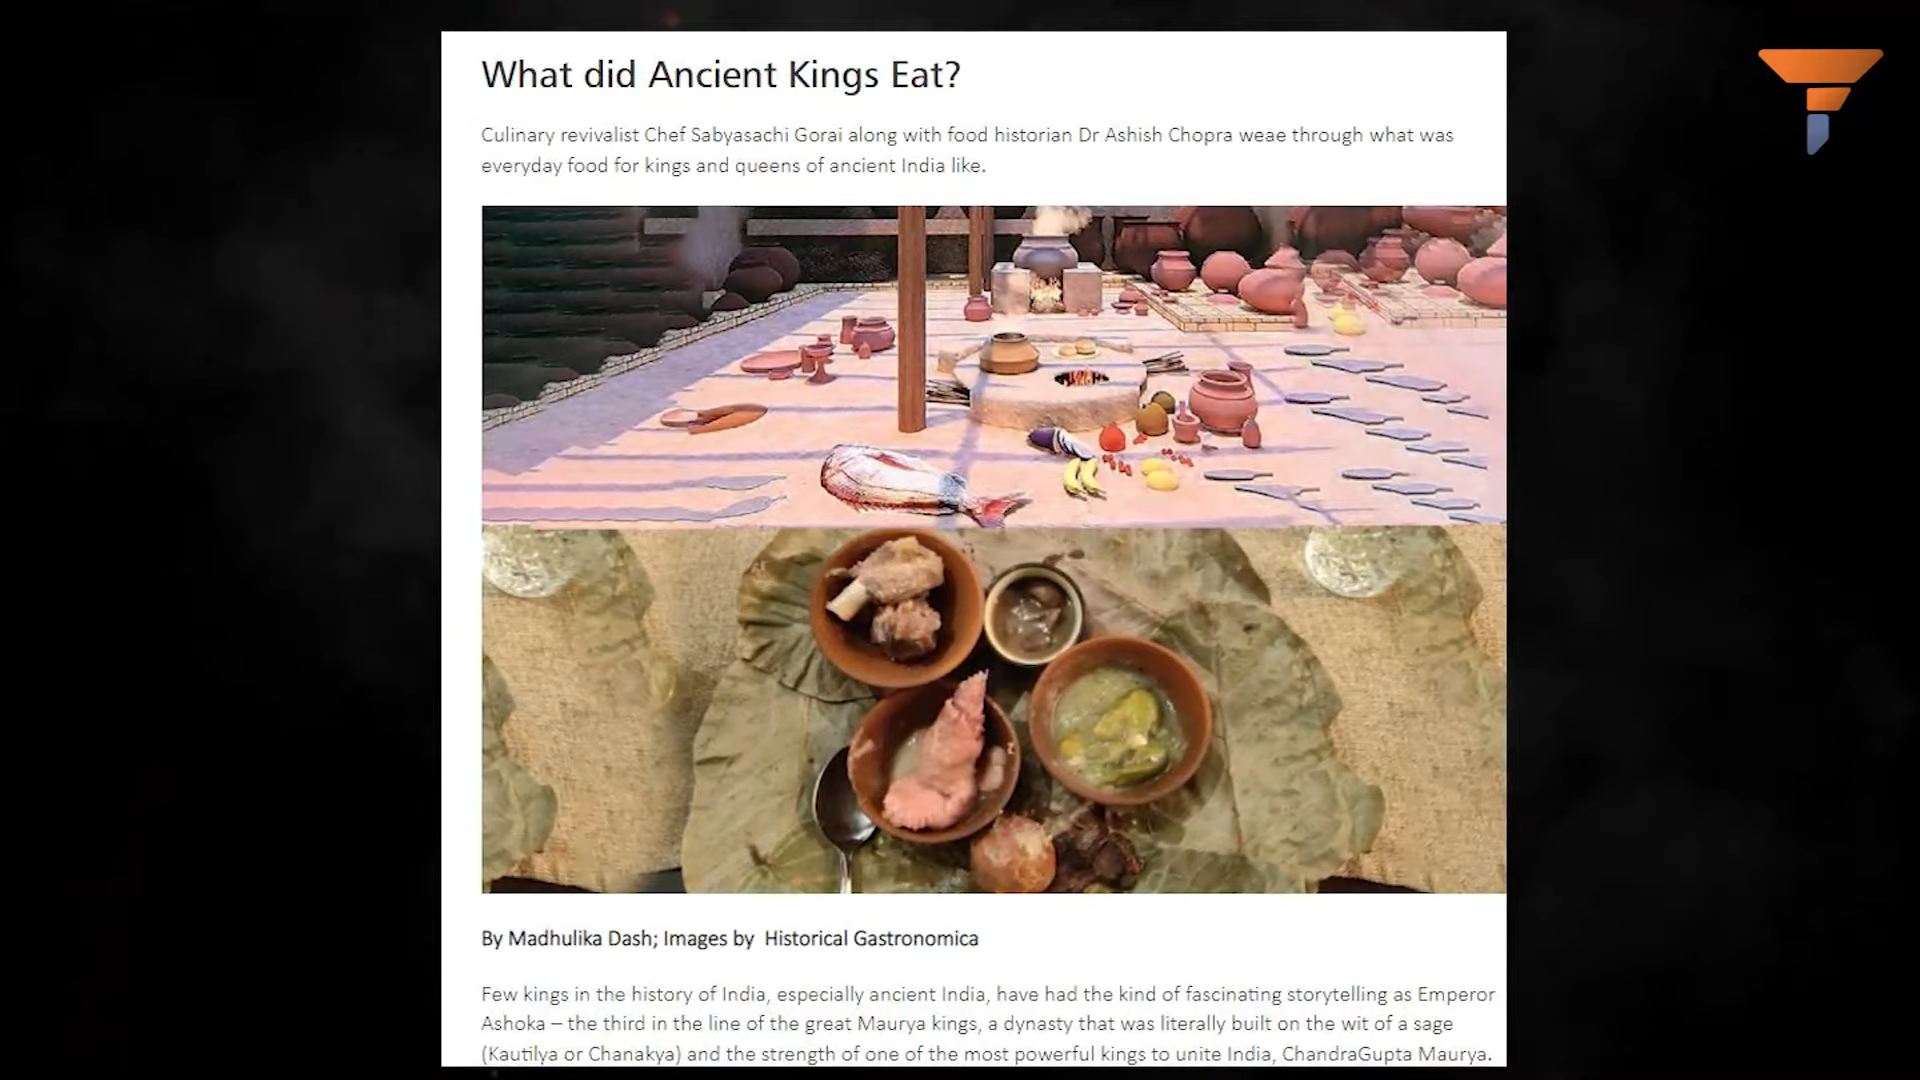 What did Ancient Kings Eat?
Culinary revivalist Chef Sabyasachi Gorai along with food historian Dr Ashish Chopra weae through what was
everyday food for kings and queens of ancient India like.
By Madhulika Dash; Images by Historical Gastronomica
Few kings in the history of India, especially ancient India, have had the kind of fascinating storytelling as Emperor
Ashoka – the third in the line of the great Maurya kings, a dynasty that was literally built on the wit of a sage
(Kautilya or Chanakya) and the strength of one of the most powerful kings to unite India, ChandraGupta Maurya.